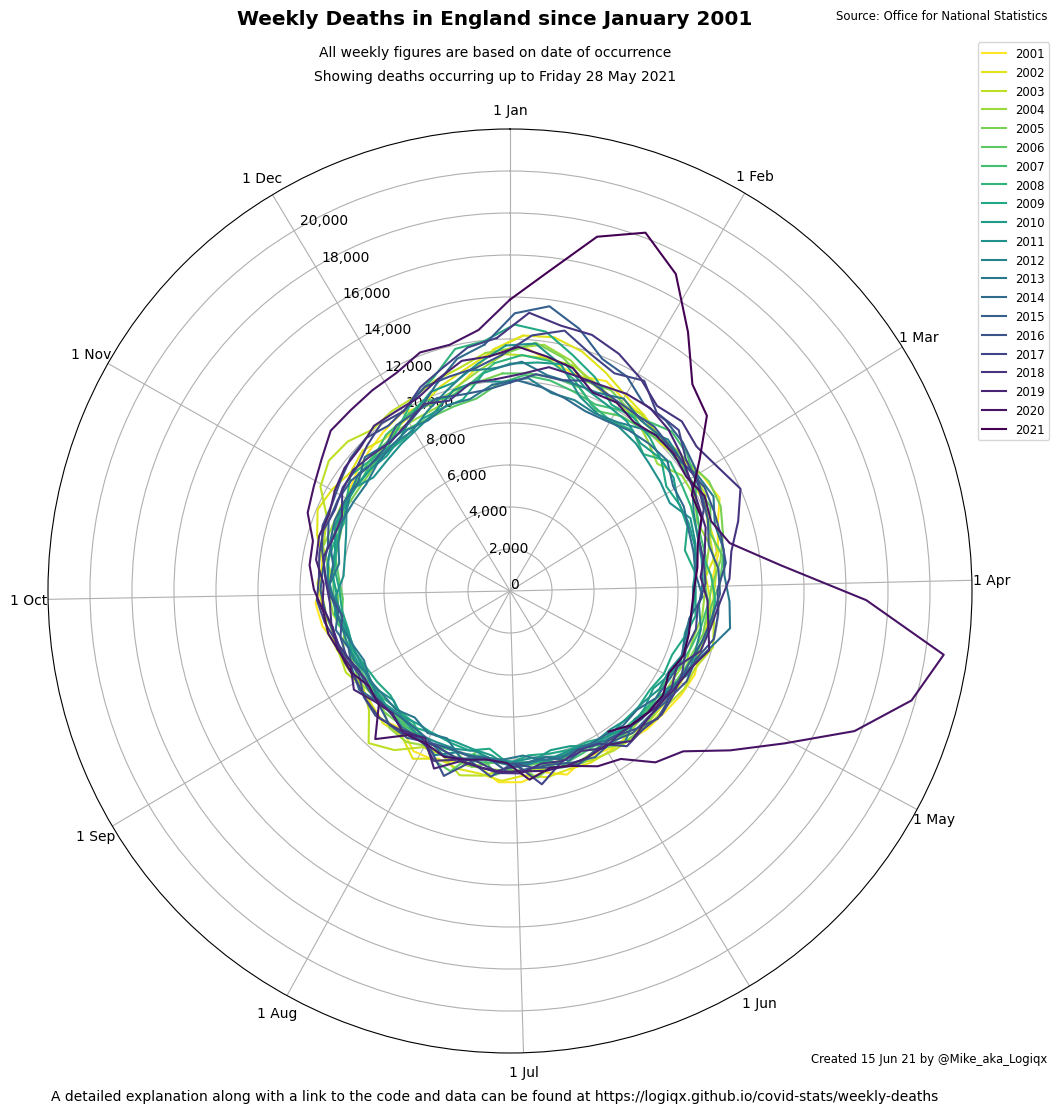 Weekly Deaths in England since January 2001
Source: Office for National Statistics
All weekly figures are based on date of occurrence
Showing deaths occurring up to Friday 28 May 2021
2001
2002
2003
2004
2005
2006
2007
2008
2009
2010
2011
2012
2013
2014
2015
2016
2017
2018
2019
2020
2021
1 Jan
1 Feb
1 Mar
1 Apr
1 May
1 Jun
1 Jul
1 Aug
1 Sep
1 Oct
1 Nov
1 Dec
20,000
18,000
16,000
14,000
12,000
10,000
8,000
6,000
4,000
2,000
0
Created 15 Jun 21 by @Mike_aka_Logiqx
A detailed explanation along with a link to the code and data can be found at https://logiqx.github.io/covid-stats/weekly-deaths